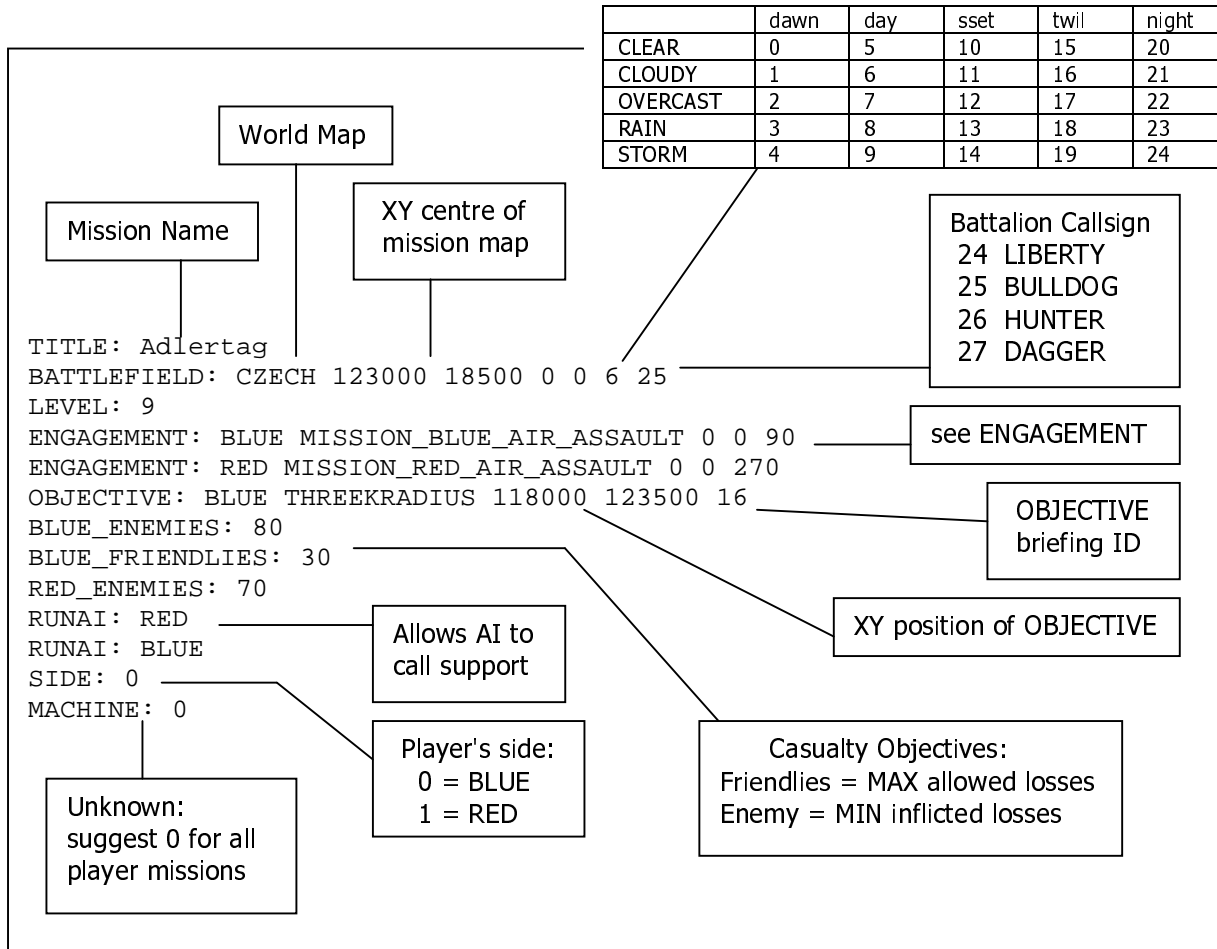 dawn day sset twil night
CLEAR 0 5 10 15 20
CLOUDY 1 6 11 16 21
OVERCAST 2 7 12 17 22
RAIN 3 8 13 18 23
STORM 4 9 14 19 24
World Map
Mission Name
XY centre of
mission map
Battalion Callsign
24 LIBERTY
25 BULLDOG
26 HUNTER
27 DAGGER
TITLE: Adlertag
BATTLEFIELD: CZECH 123000 18500 0 0 6 25
LEVEL: 9
ENGAGEMENT: BLUE MISSION_BLUE_AIR_ASSAULT 0 0 90
see ENGAGEMENT
ENGAGEMENT: RED MISSION_RED_AIR_ASSAULT 0 0 270
OBJECTIVE: BLUE THREEKRADIUS 118000 123500 16
OBJECTIVE
briefing ID
BLUE_ENEMIES: 80
BLUE_FRIENDLIES: 30
RED_ENEMIES: 70
RUNAI: RED
RUNAI: BLUE
SIDE: 0
MACHINE: 0
Allows AI to
call support
XY position of OBJECTIVE
Player's side:
0 = BLUE
1 = RED
Casualty Objectives:
Friendlies = MAX allowed losses
Enemy = MIN inflicted losses
Unknown:
suggest 0 for all
player missions